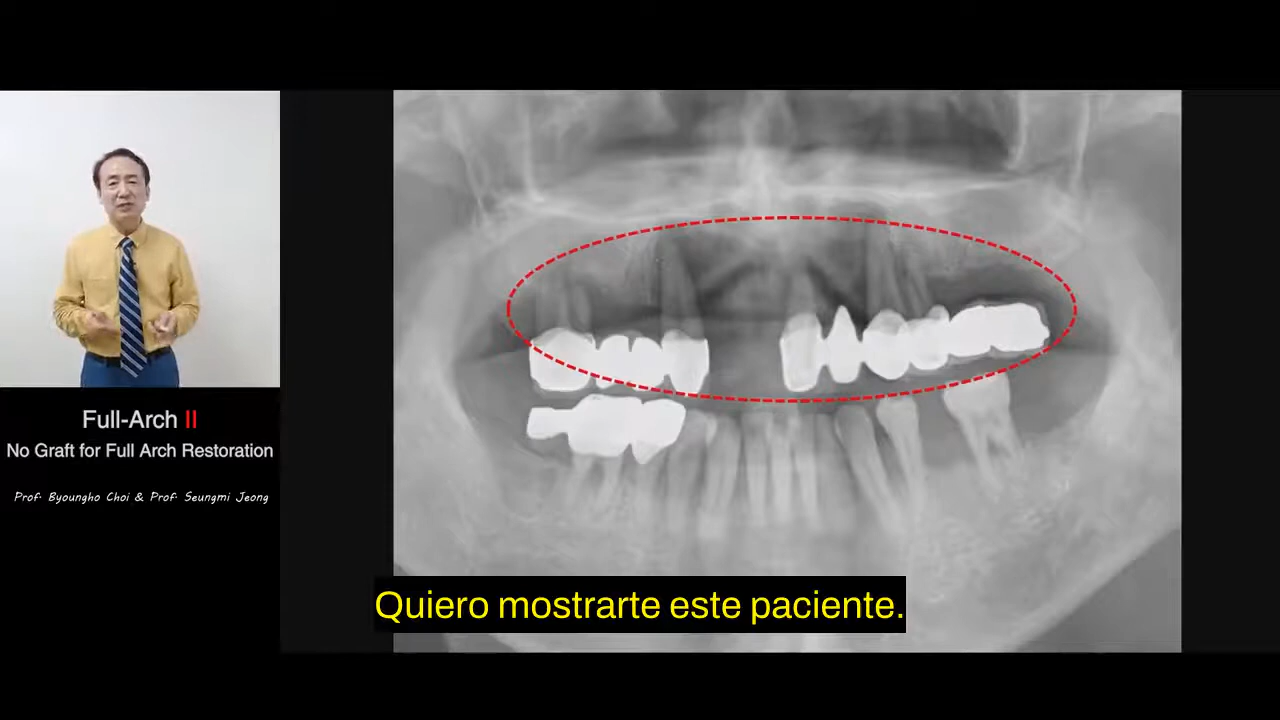 Full-Arch II
No Graft for Full Arch Restoration
Prof. Byoungho Choi & Prof. Seungmi Jeong
Quiero mostrarte este paciente.